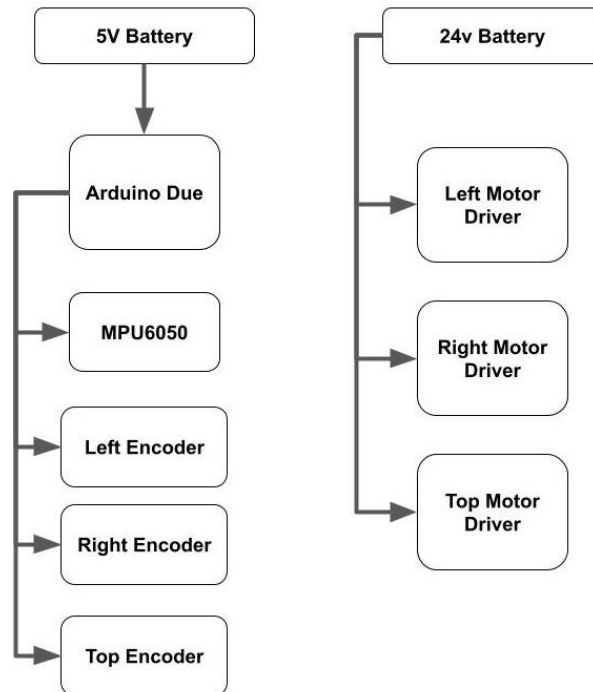 5V Battery
24v Battery
Arduino Due
Left Motor
Driver
MPU6050
Right Motor
Driver
Left Encoder
Right Encoder
Top Motor
Driver
Top Encoder